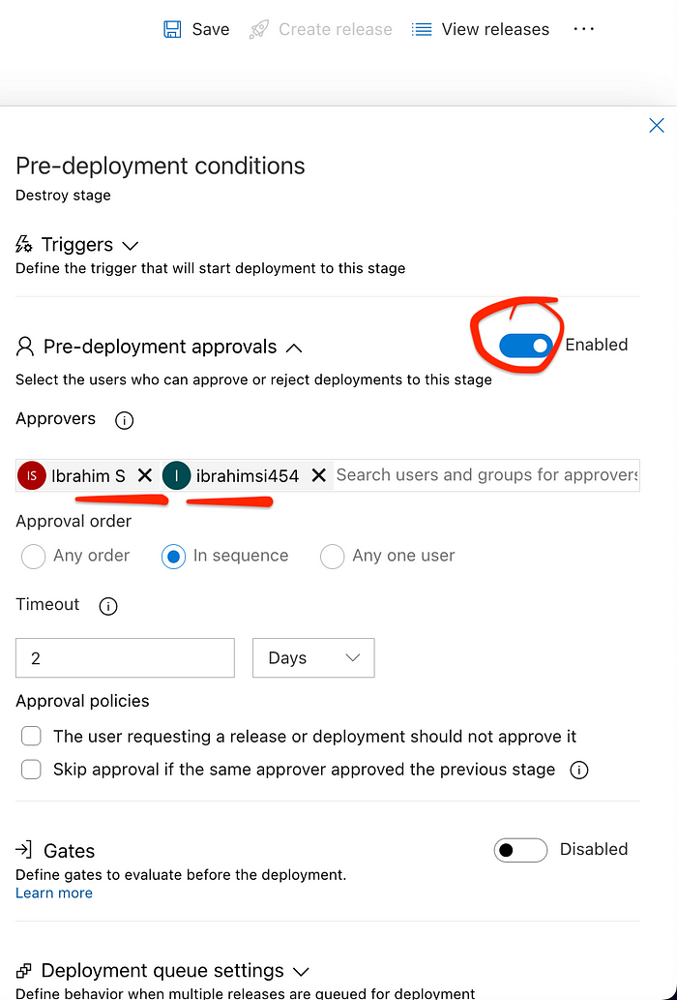 Save Create release View releases ...
Pre-deployment conditions
Destroy stage
Triggers
Define the trigger that will start deployment to this stage
Pre-deployment approvals Enabled
Select the users who can approve or reject deployments to this stage
Approvers
IS Ibrahim S I ibrahimsi454 Search users and groups for approvers
Approval order
Any order In sequence Any one user
Timeout
2 Days
Approval policies
The user requesting a release or deployment should not approve it
Skip approval if the same approver approved the previous stage
Gates Disabled
Define gates to evaluate before the deployment.
Learn more
Deployment queue settings
Define behavior when multiple releases are queued for deployment